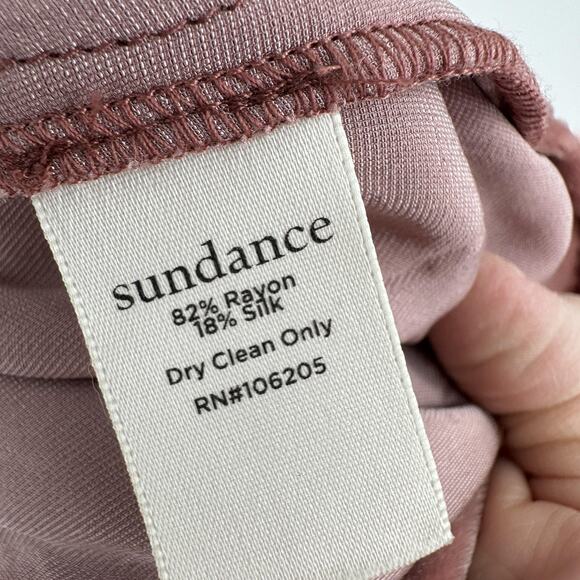 sundance
82% Rayon
18% Silk
Dry Clean Only
RN#106205